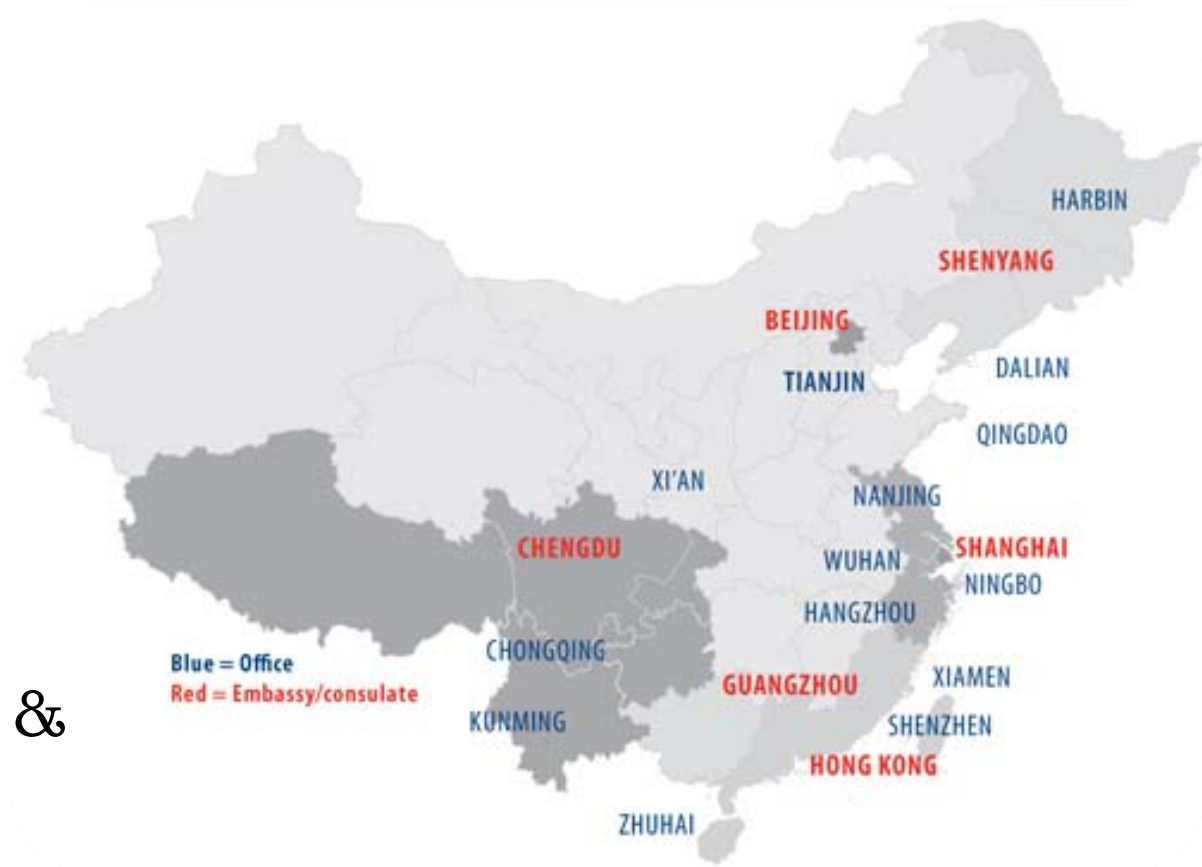 HARBIN
SHENYANG
BEIJING
TIANJIN
DALIAN
QINGDAO
XI'AN
NANJING
CHENGDU
SHANGHAI
WUHAN
NINGBO
HANGZHOU
CHONGQING
Blue = Office
Red = Embassy/consulate
GUANGZHOU
XIAMEN
&
KUNMING
SHENZHEN
HONG KONG
ZHUHAI